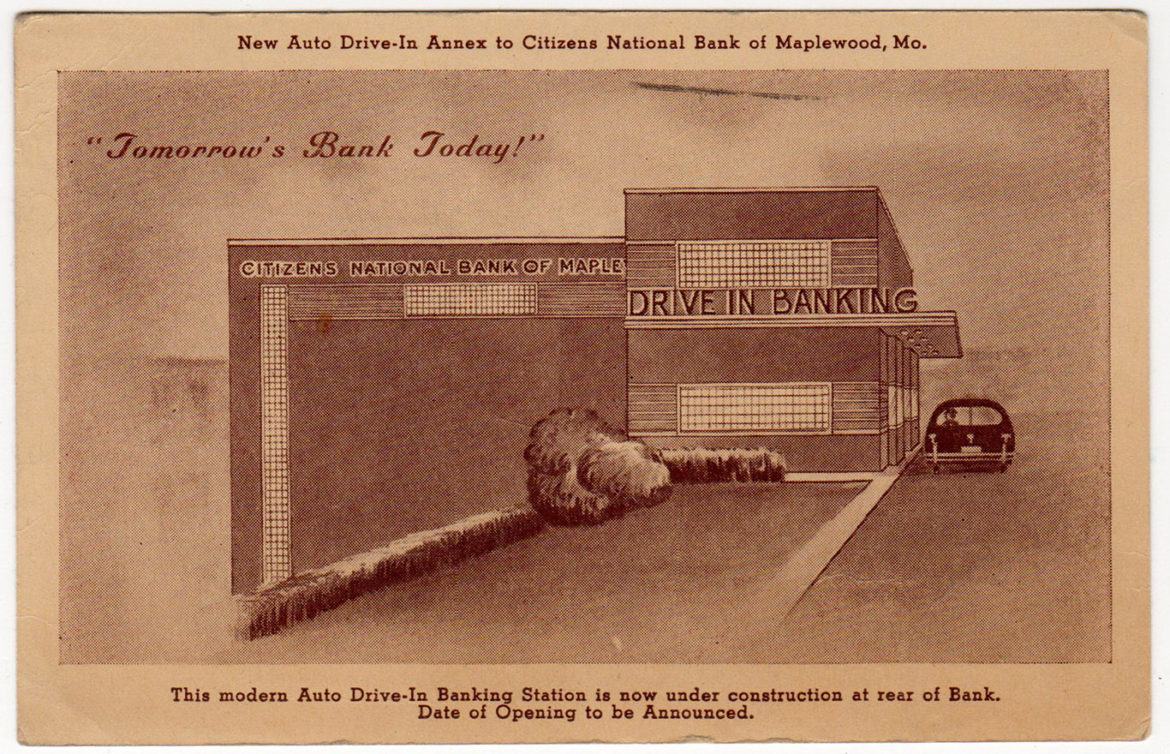 New Auto Drive-In Annex to Citizens National Bank of Maplewood, Mo.
"Tomorrow's Bank Today!"
CITIZENS NATIONAL BANK OF MAPLE
DRIVE IN BANKING
This modern Auto Drive-In Banking Station is now under construction at rear of Bank.
Date of Opening to be Announced.